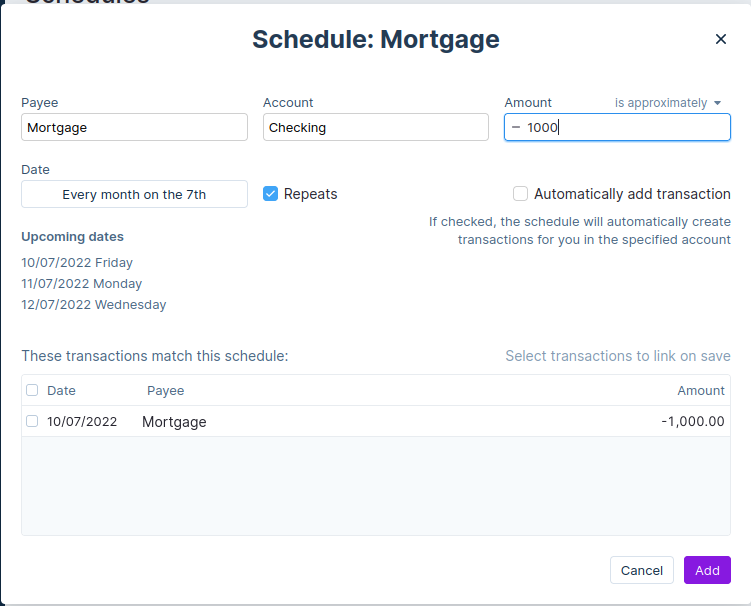 Schedules
Schedule: Mortgage
Payee
Account
Amount
is approximately
Mortgage
Checking
− 1000
Date
Every month on the 7th
Repeats
Automatically add transaction
If checked, the schedule will automatically create
transactions for you in the specified account
Upcoming dates
10/07/2022 Friday
11/07/2022 Monday
12/07/2022 Wednesday
These transactions match this schedule:
Select transactions to link on save
Date Payee Amount
10/07/2022 Mortgage -1,000.00
Cancel
Add